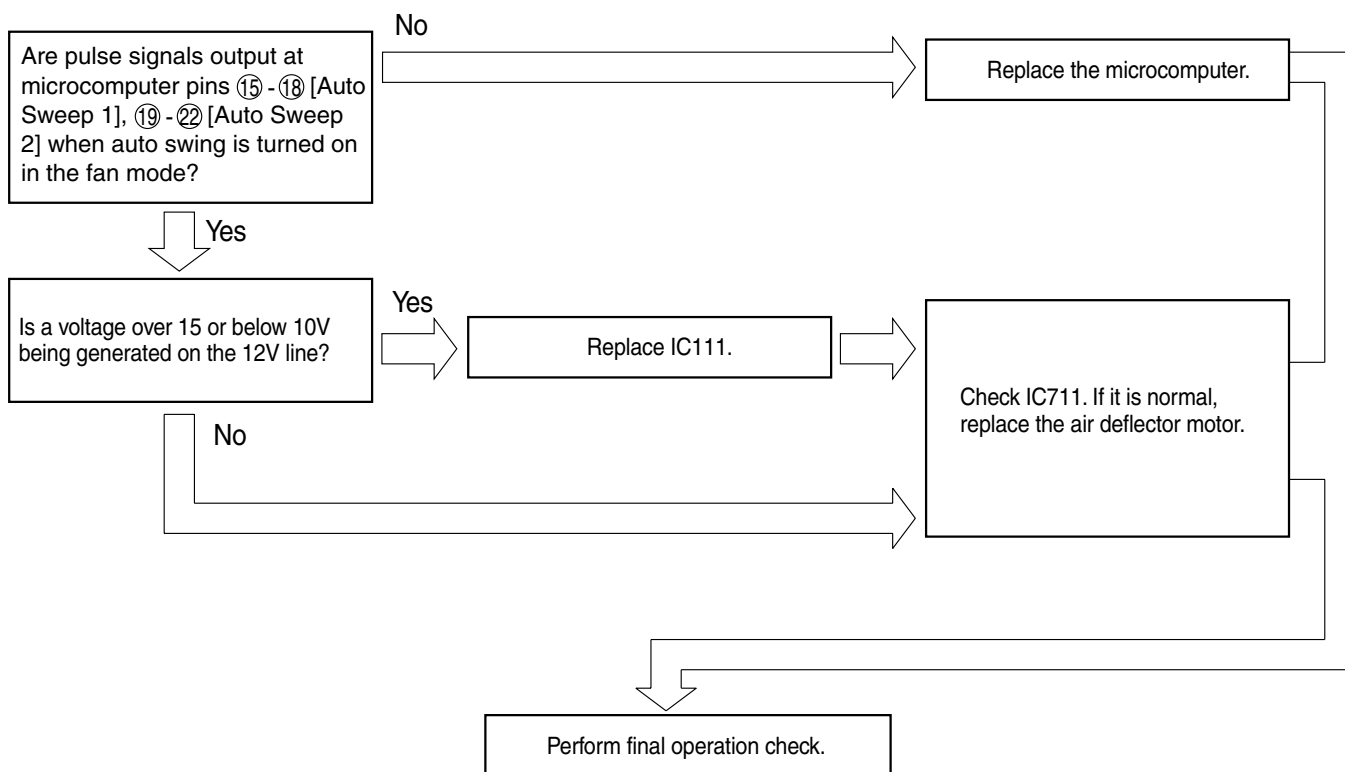 No
Are pulse signals output at
microcomputer pins ⑮ - ⑱ [Auto
Sweep 1], ⑲ - ㉒ [Auto Sweep
2] when auto swing is turned on
in the fan mode?
Replace the microcomputer.
Yes
Is a voltage over 15 or below 10V
being generated on the 12V line?
Yes
Replace IC111.
Check IC711. If it is normal,
replace the air deflector motor.
No
Perform final operation check.